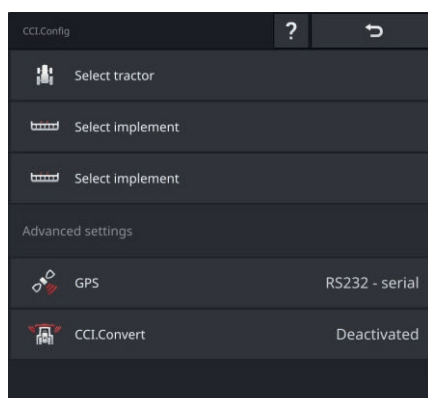 CCI.Config ?
Select tractor
Select implement
Select implement
Advanced settings
GPS RS232 - serial
CCI.Convert Deactivated